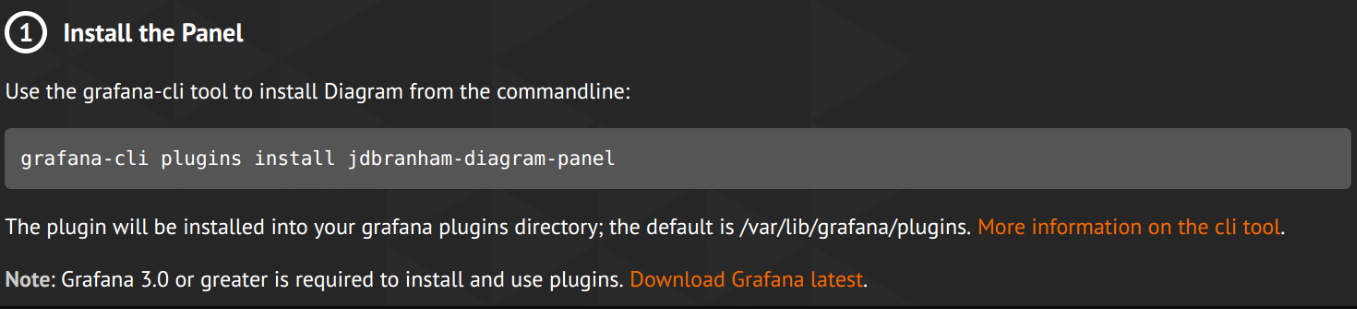 1 Install the Panel
Use the grafana-cli tool to install Diagram from the commandline:
grafana-cli plugins install jdbranham-diagram-panel
The plugin will be installed into your grafana plugins directory; the default is /var/lib/grafana/plugins. More information on the cli tool.
Note: Grafana 3.0 or greater is required to install and use plugins. Download Grafana latest.